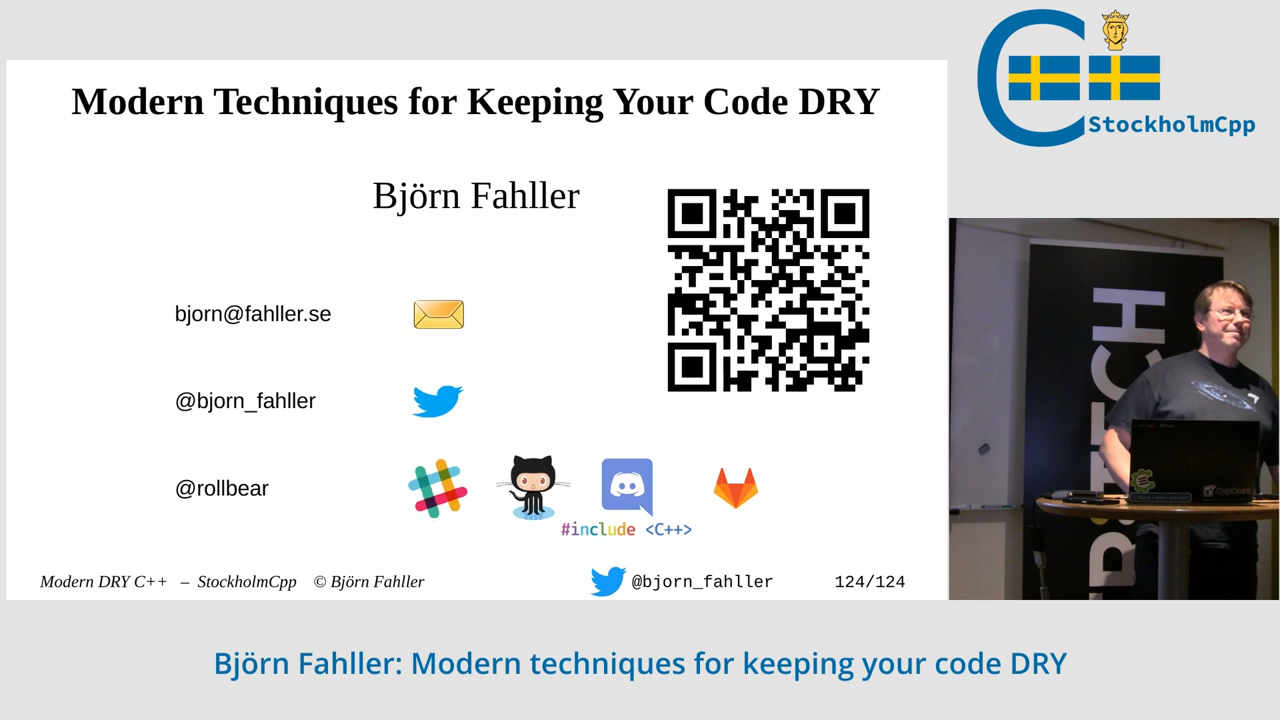 Modern Techniques for Keeping Your Code DRY
Björn Fahller
bjorn@fahller.se
@bjorn_fahller
@rollbear
#include <C++>
Modern DRY C++ – StockholmCpp © Björn Fahller
@bjorn_fahller
124/124
StockholmCpp
Björn Fahller: Modern techniques for keeping your code DRY